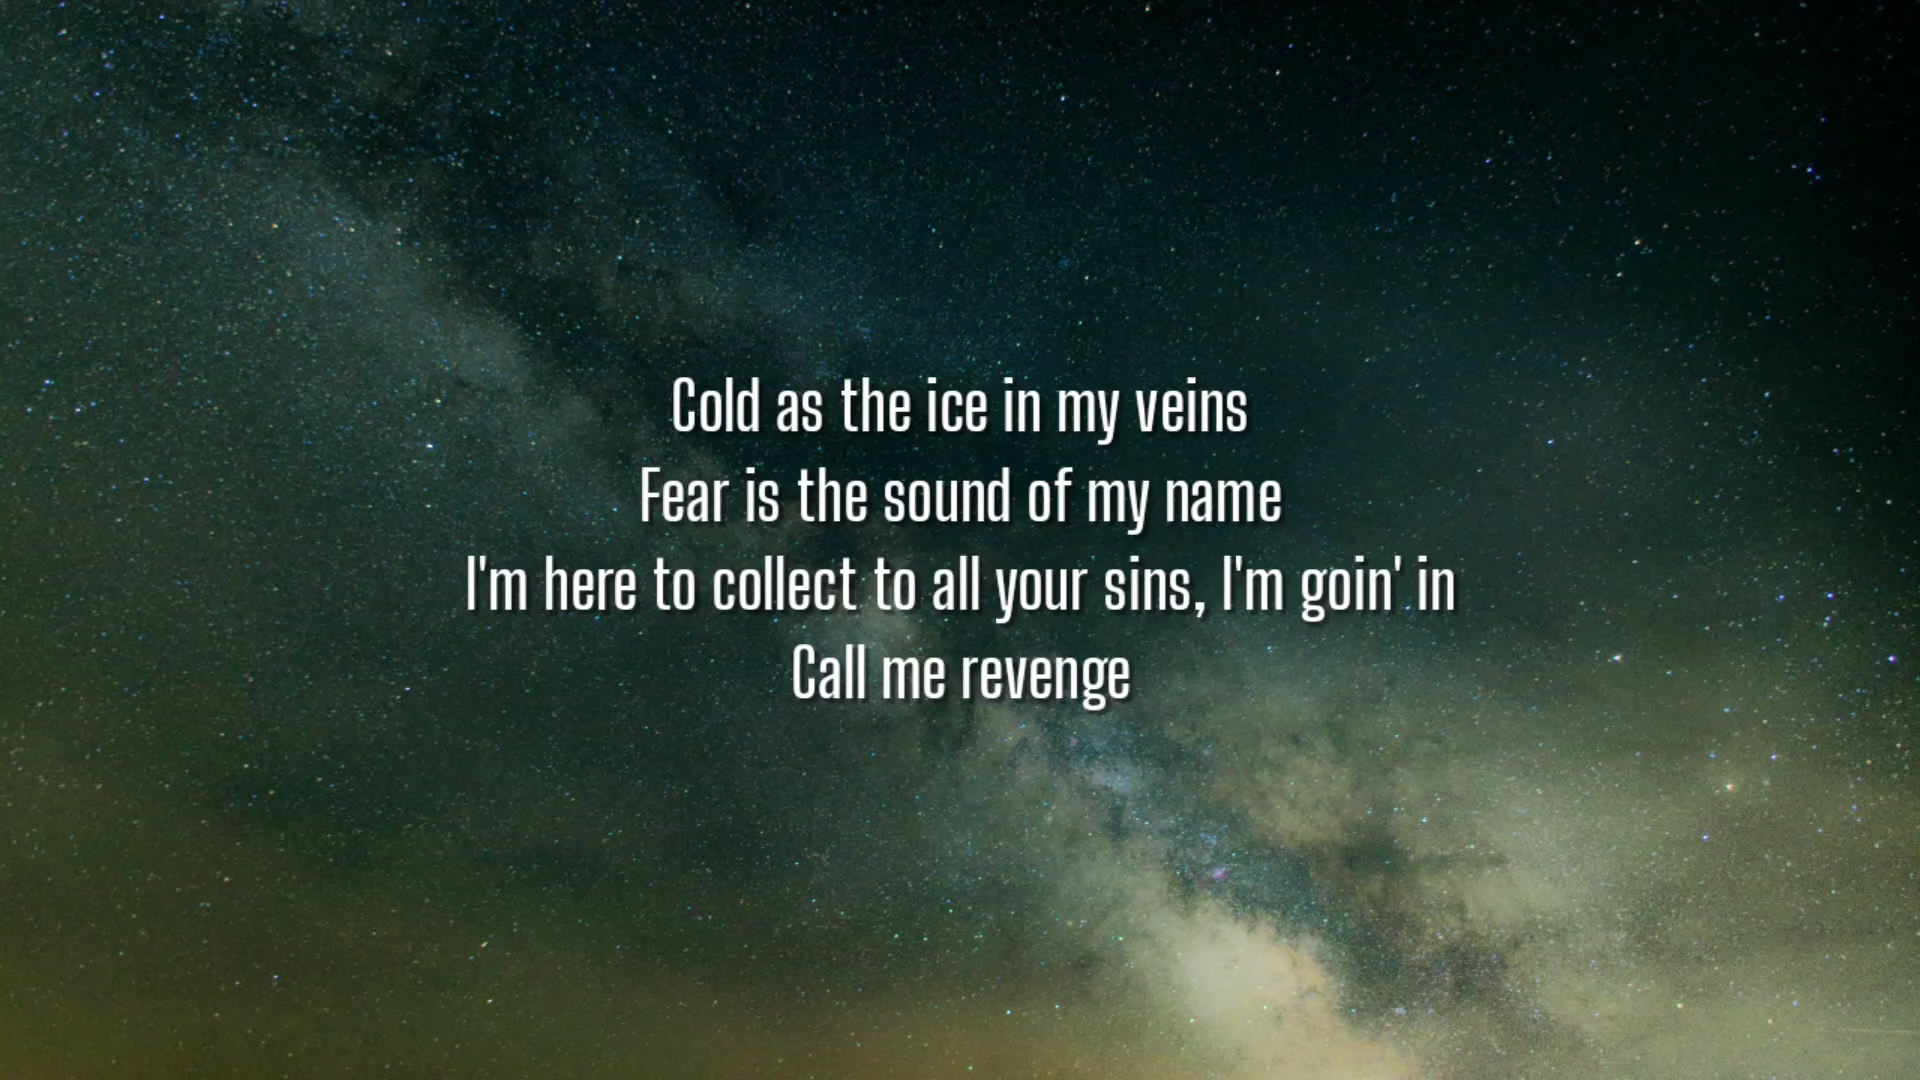 Cold as the ice in my veins
Fear is the sound of my name
I'm here to collect to all your sins, I'm goin' in
Call me revenge